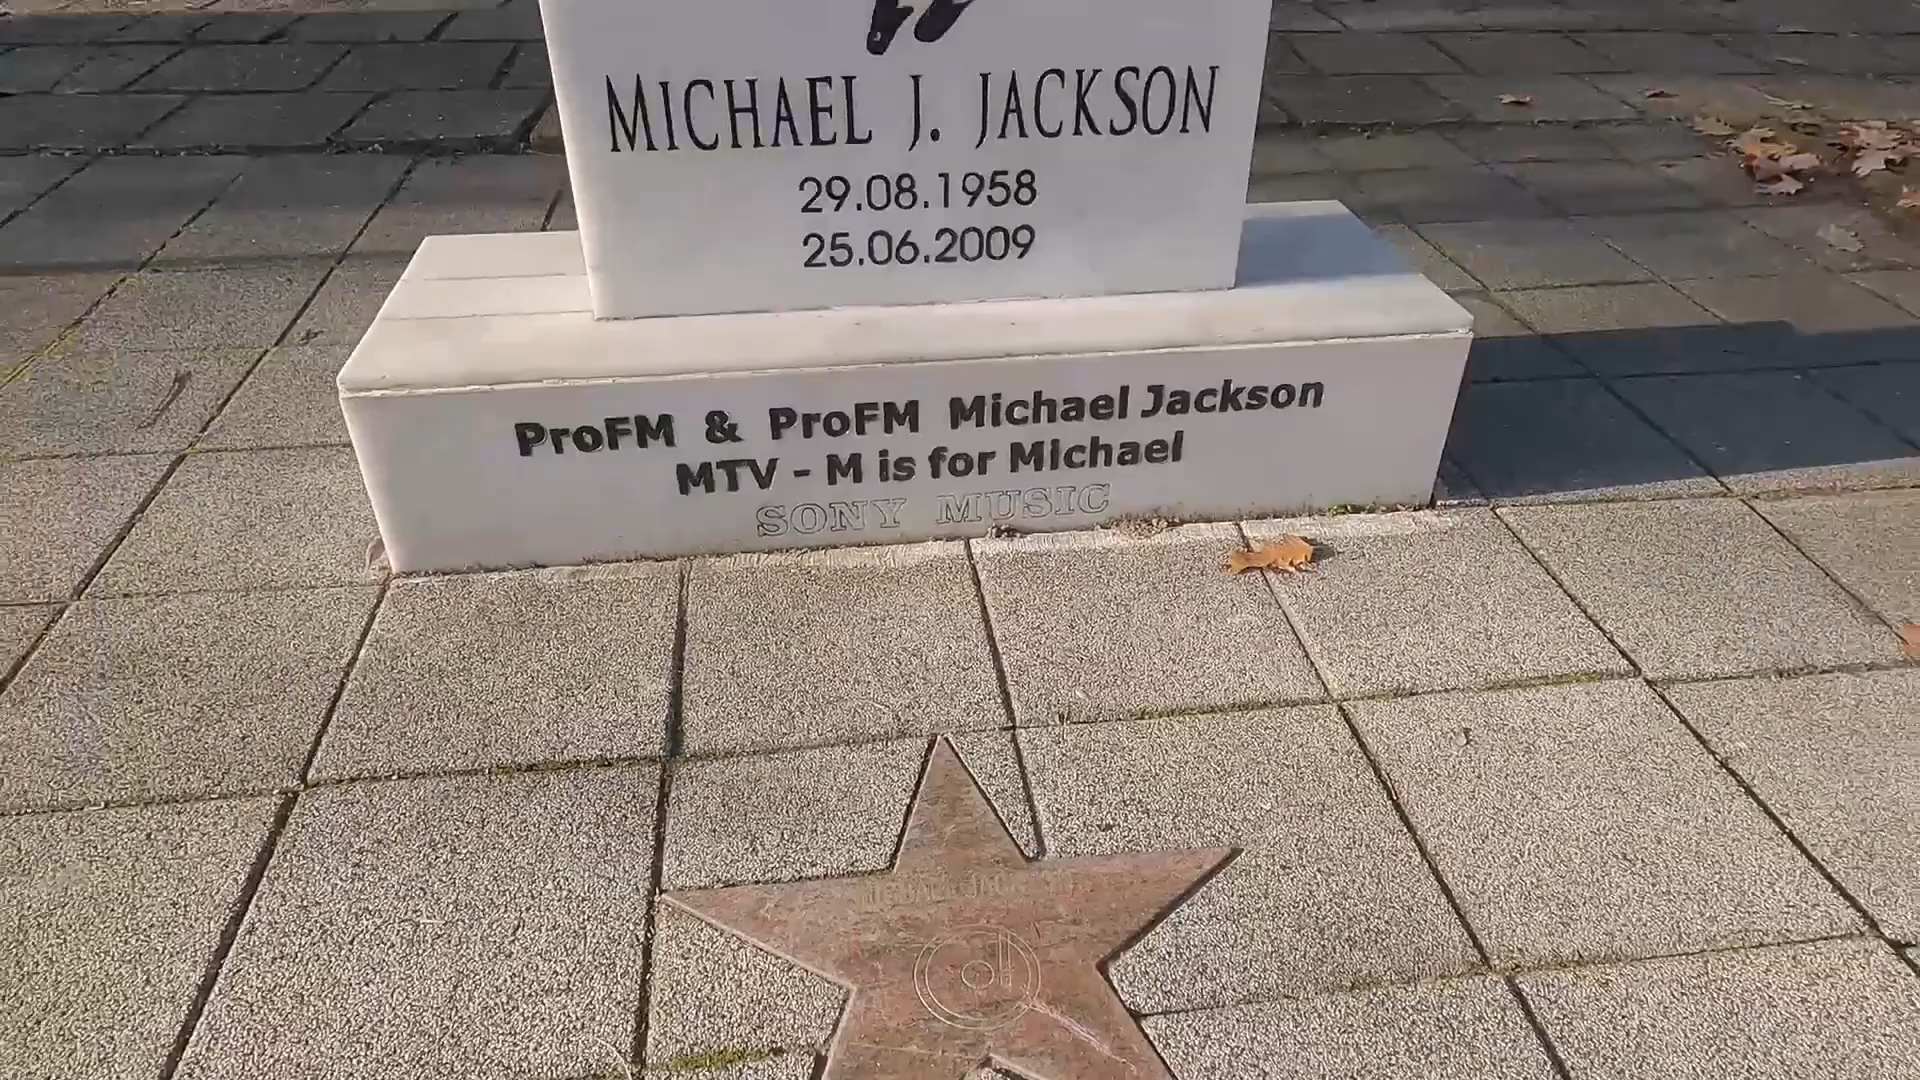 MICHAEL J. JACKSON
29.08.1958
25.06.2009
ProFM & ProFM Michael Jackson
MTV - M is for Michael
SONY MUSIC